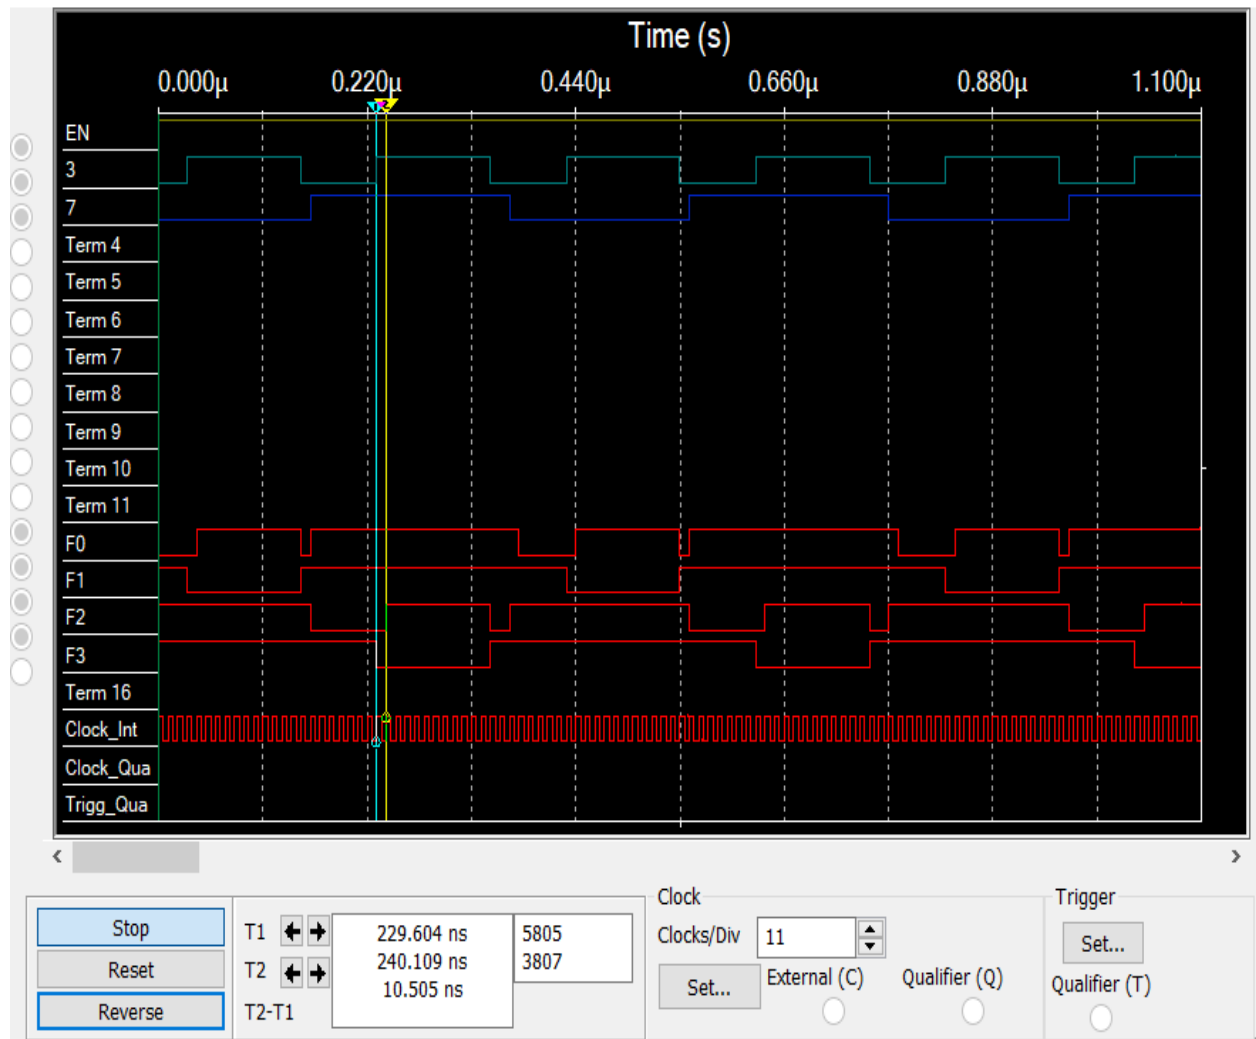 Time (s)
0.000µ 0.220µ 0.440µ 0.660µ 0.880µ 1.100µ
1 2
EN
3
7
Term 4
Term 5
Term 6
Term 7
Term 8
Term 9
Term 10
Term 11
F0
F1
F2
F3
Term 16
Clock_Int
Clock_Qua
Trigg_Qua
Stop
Reset
Reverse
T1 229.604 ns 5805
T2 240.109 ns 3807
T2-T1 10.505 ns
Clock
Clocks/Div 11
Set... External (C) Qualifier (Q)
Trigger
Set...
Qualifier (T)